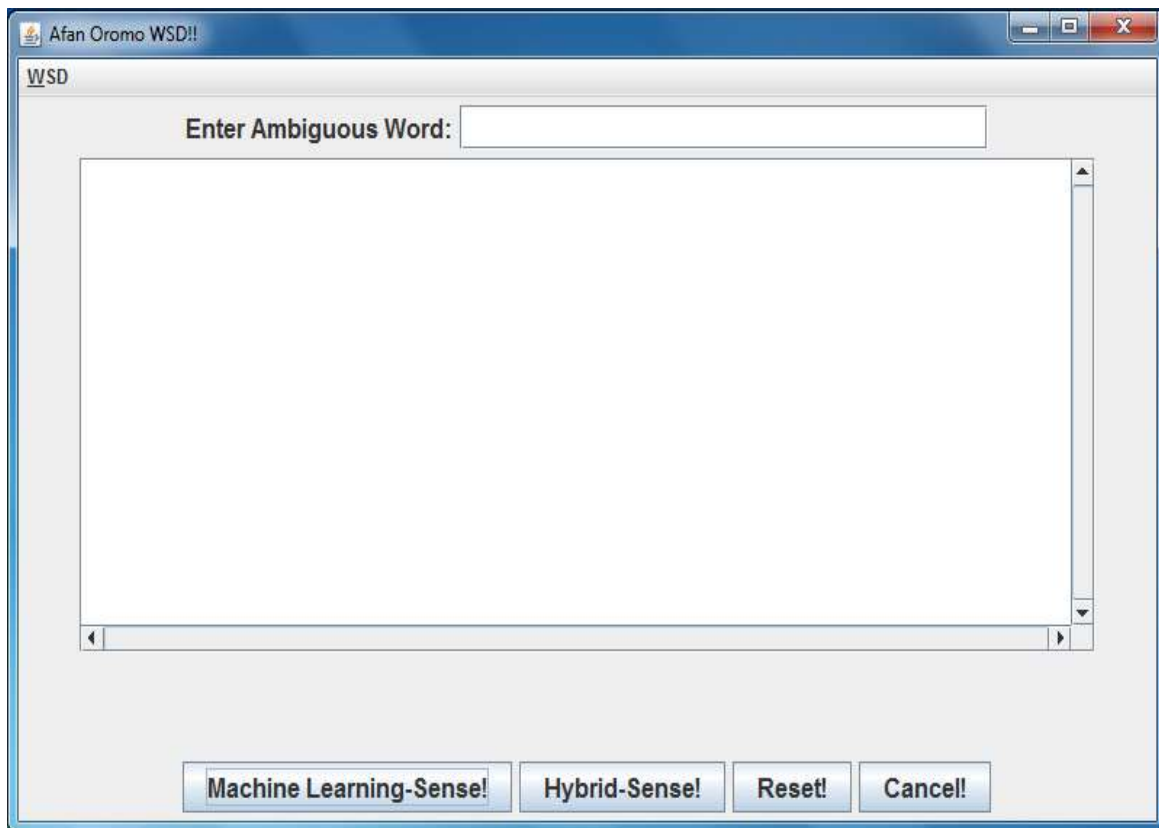 Afan Oromo WSD!!
WSD
Enter Ambiguous Word:
Machine Learning-Sense! Hybrid-Sense! Reset! Cancel!